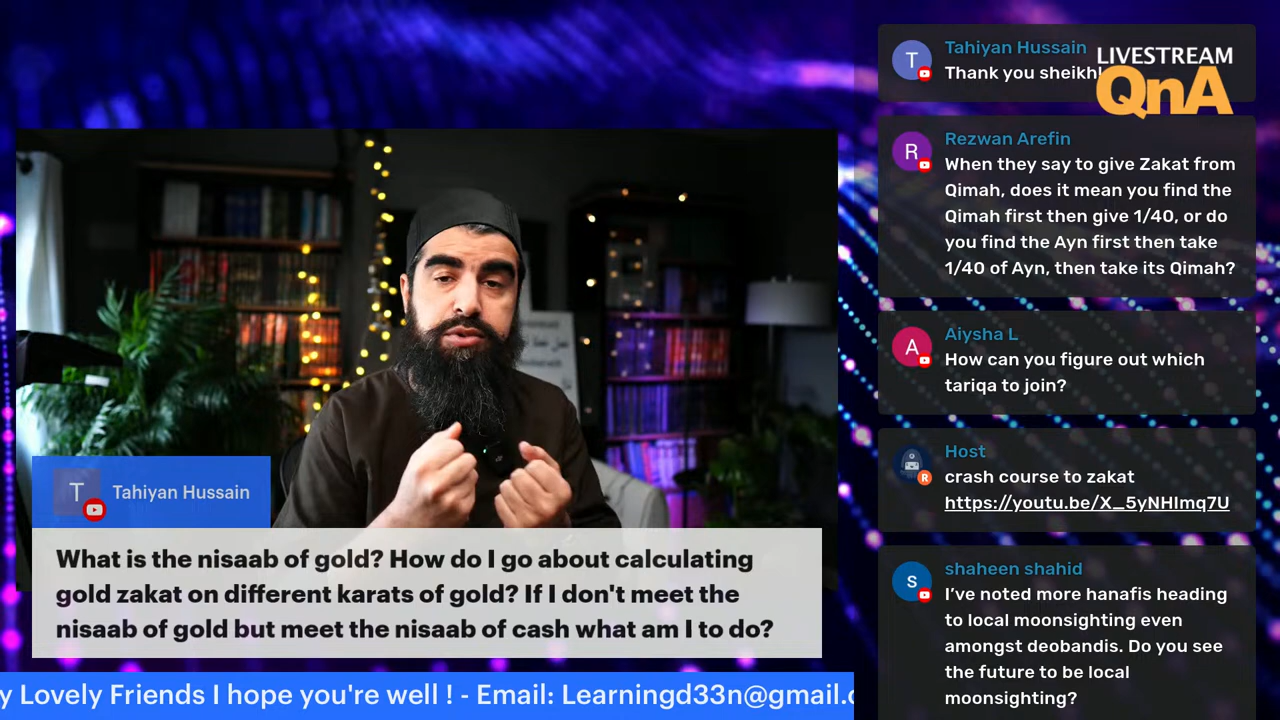 T
Tahiyan Hussain
What is the nisaab of gold? How do I go about calculating
gold zakat on different karats of gold? If I don't meet the
nisaab of gold but meet the nisaab of cash what am I to do?
y Lovely Friends I hope you're well ! - Email: Learningd33n@gmail.c
LIVESTREAM
QnA
T
Tahiyan Hussain
Thank you sheikh!
R
Rezwan Arefin
When they say to give Zakat from
Qimah, does it mean you find the
Qimah first then give 1/40, or do
you find the Ayn first then take
1/40 of Ayn, then take its Qimah?
A
Aiysha L
How can you figure out which
tariqa to join?
R
Host
crash course to zakat
https://youtu.be/X_5yNHImq7U
S
shaheen shahid
I’ve noted more hanafis heading
to local moonsighting even
amongst deobandis. Do you see
the future to be local
moonsighting?